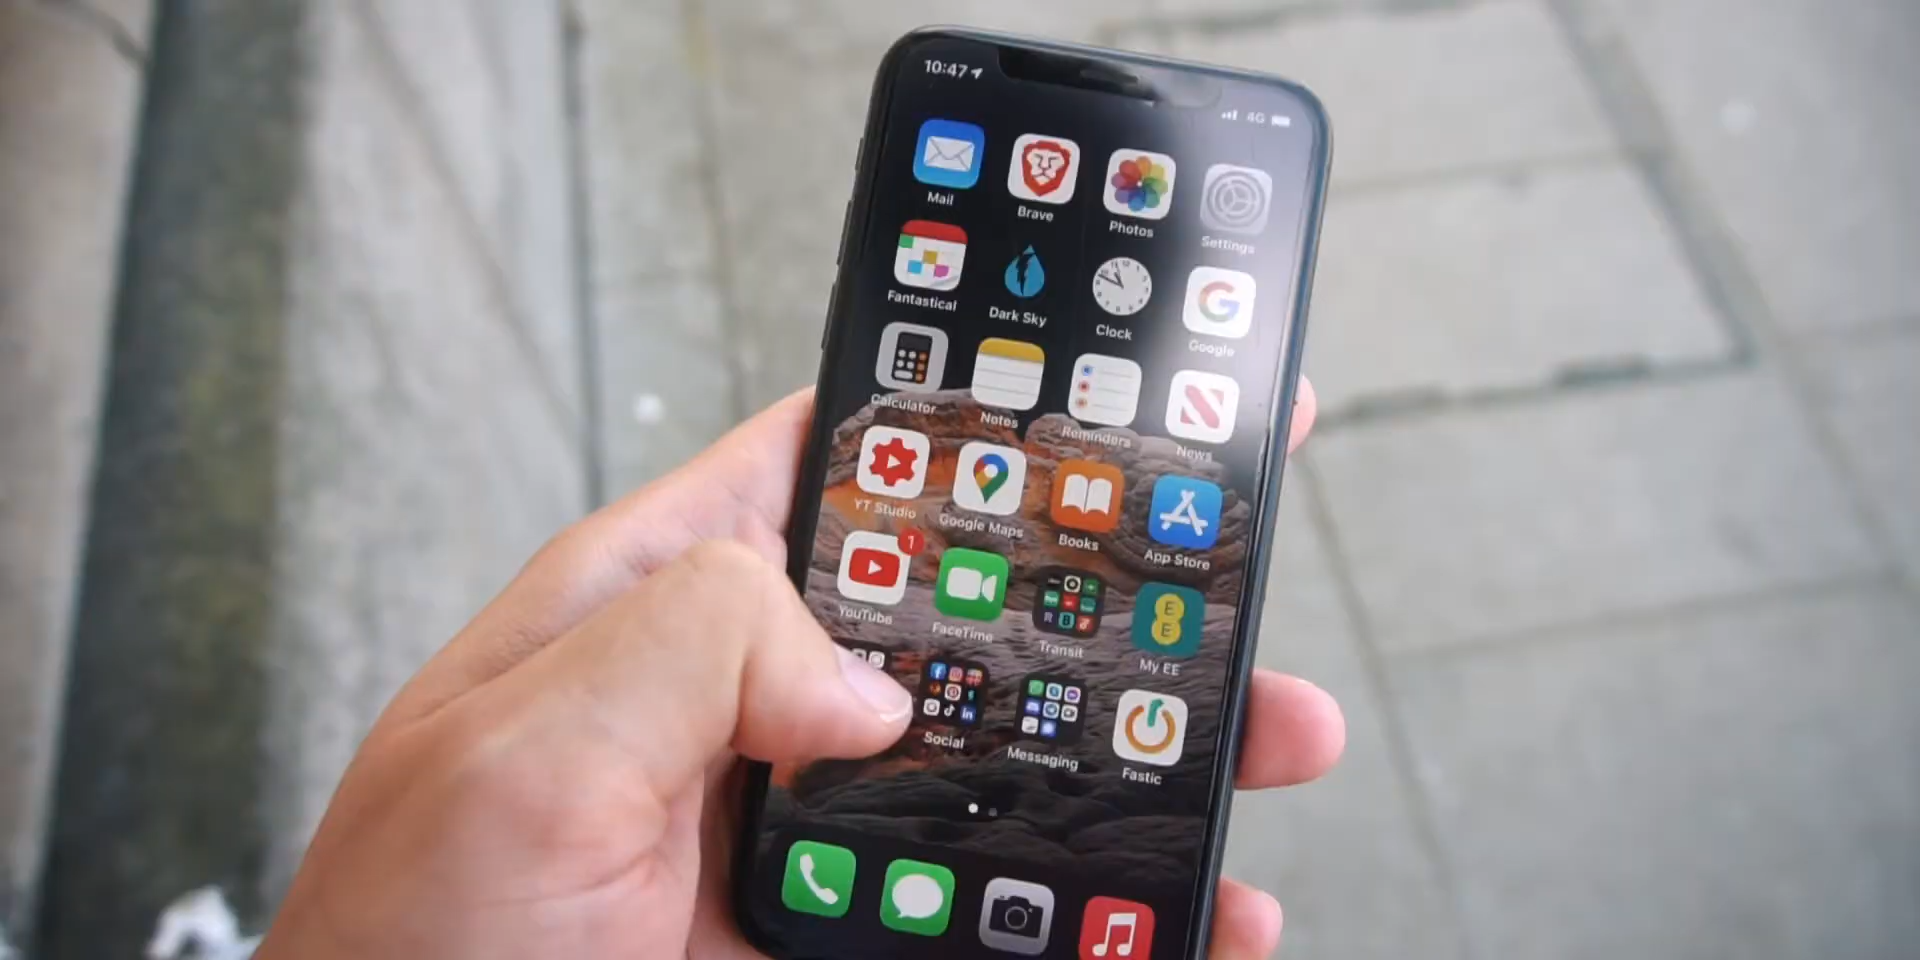 10:47
4G
Mail
Brave
Photos
Settings
Fantastical
Dark Sky
Clock
Google
Calculator
Notes
Reminders
News
YT Studio
Google Maps
Books
App Store
1
YouTube
FaceTime
Transit
E
E
My EE
Social
Messaging
Fastic